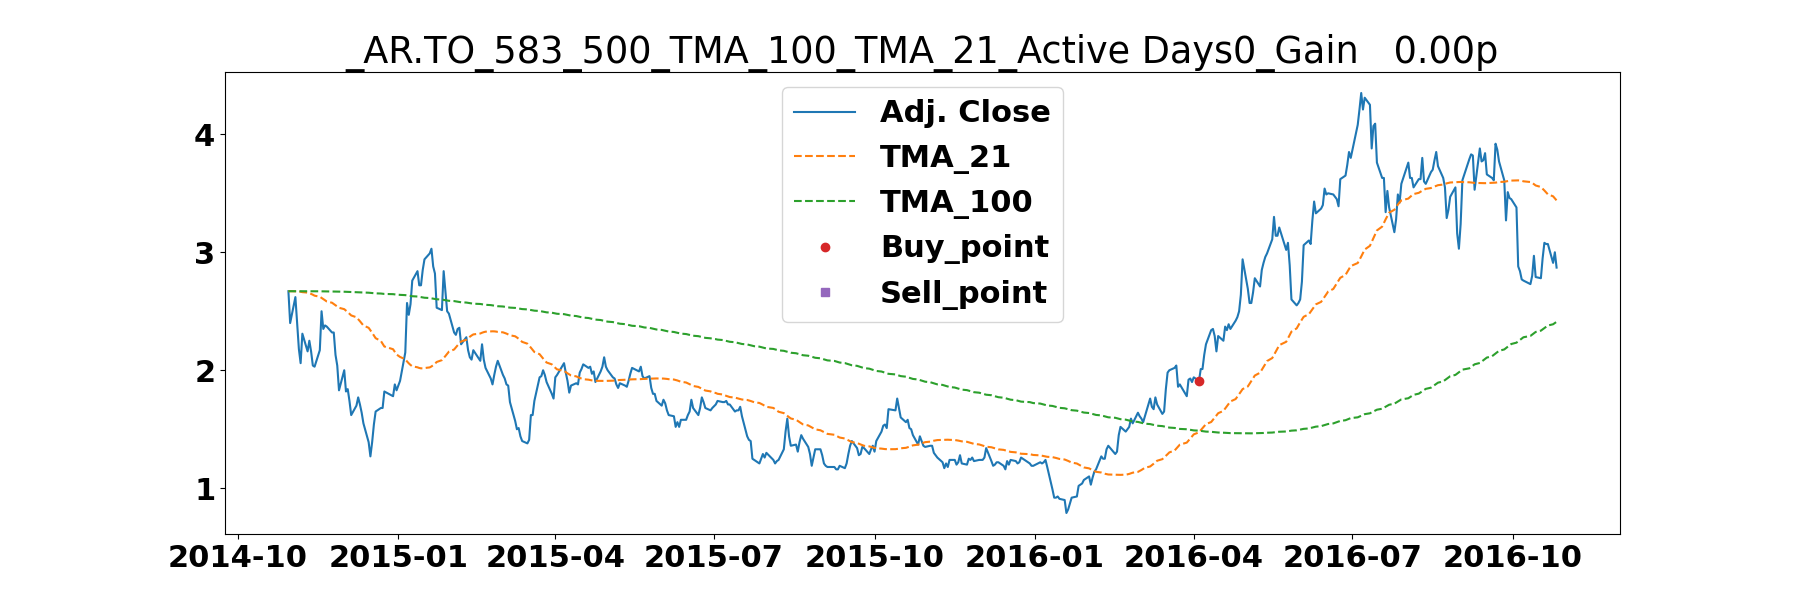 _AR.TO_583_500_TMA_100_TMA_21_Active Days0_Gain   0.00p
Adj. Close
TMA_21
TMA_100
Buy_point
Sell_point
4
3
2
1
2014-10 2015-01 2015-04 2015-07 2015-10 2016-01 2016-04 2016-07 2016-10